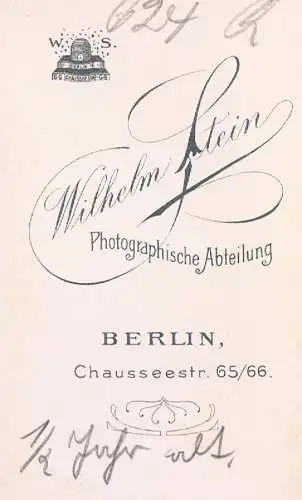 624 R
W. S.
Wilhelm Stein
Photographische Abteilung
BERLIN,
Chausseestr. 65/66.
1/2 Jahr alt,